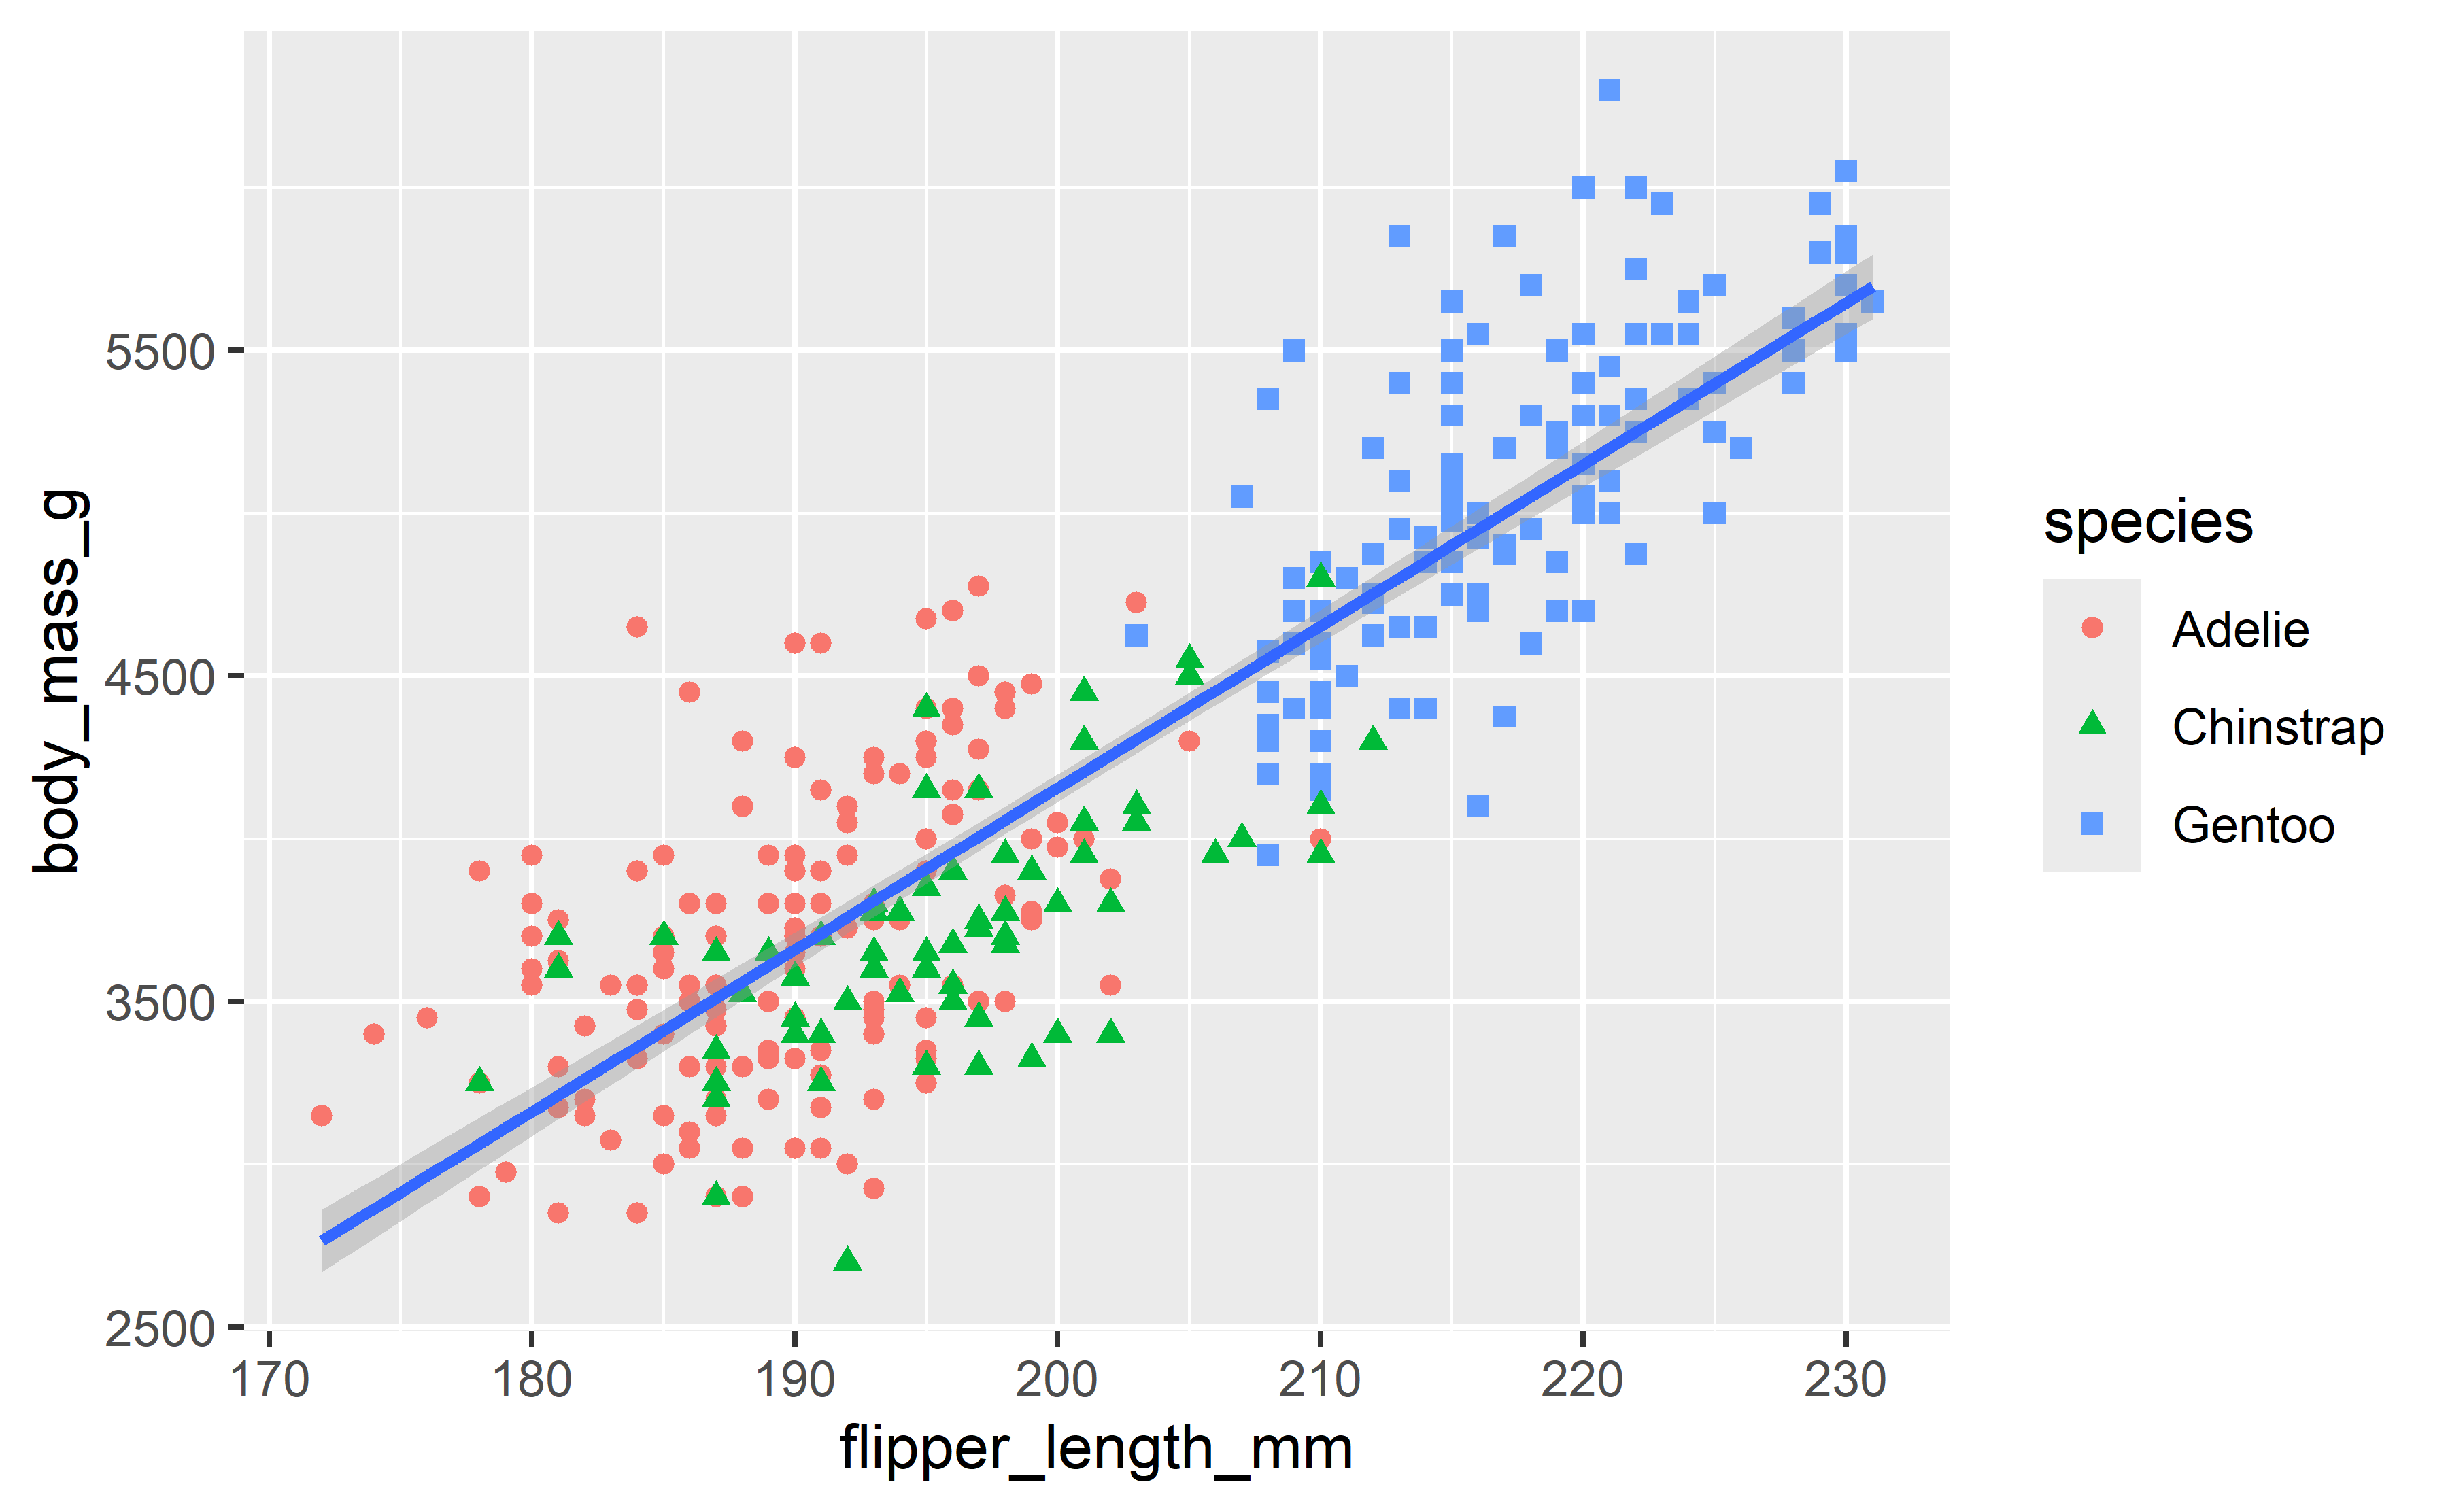 body_mass_g
5500
4500
3500
2500
170 180 190 200 210 220 230
flipper_length_mm
species
Adelie
Chinstrap
Gentoo